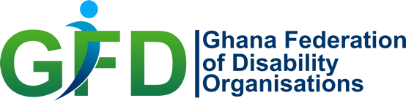 GFD
Ghana Federation
of Disability
Organisations